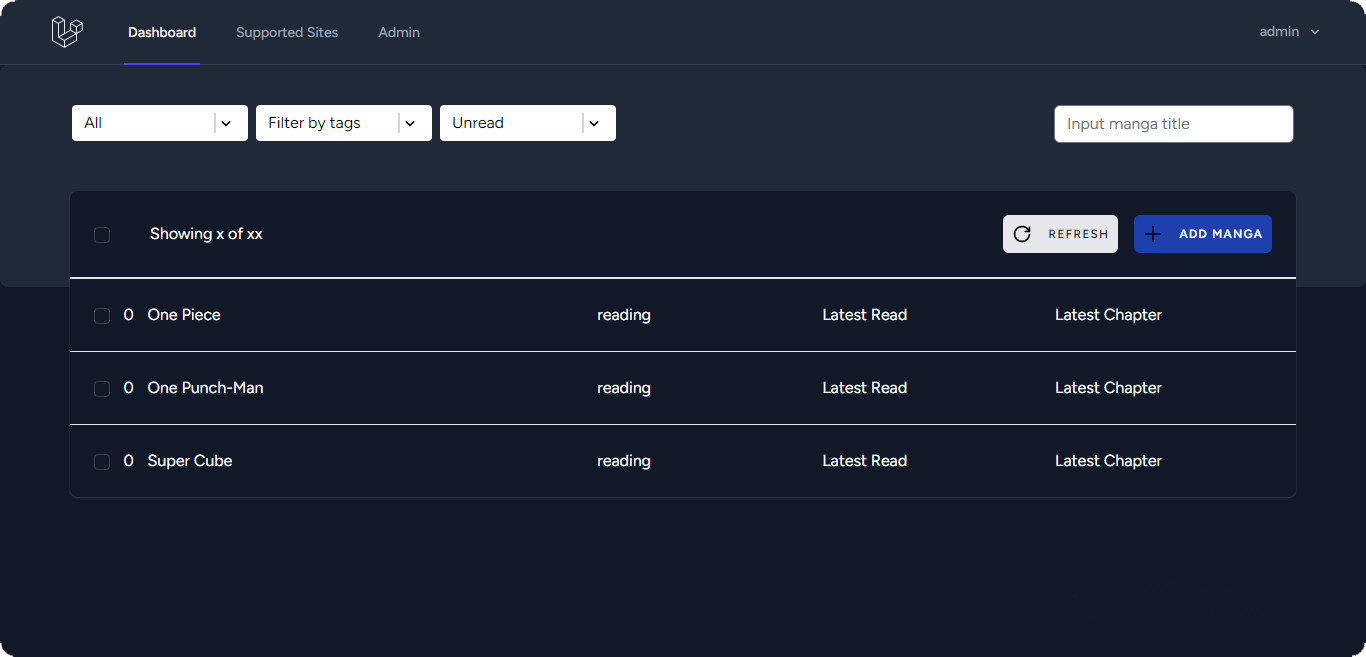 Dashboard Supported Sites Admin admin
All Filter by tags Unread Input manga title
Showing x of xx REFRESH ADD MANGA
0 One Piece reading Latest Read Latest Chapter
0 One Punch-Man reading Latest Read Latest Chapter
0 Super Cube reading Latest Read Latest Chapter